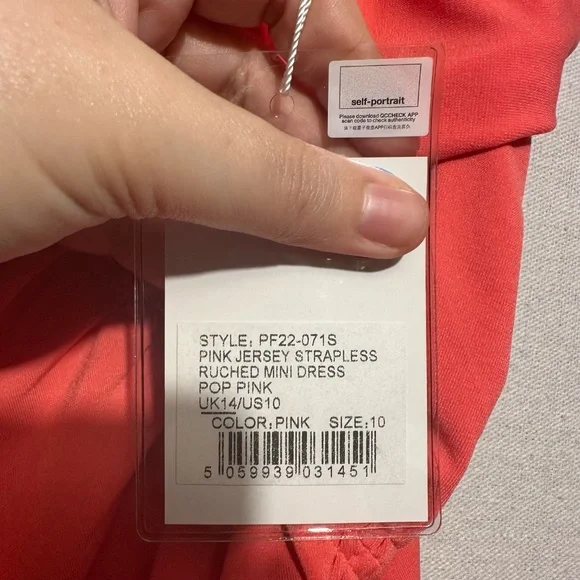 self-portrait
Please download QCCHECK APP
scan code to check authenticity
STYLE: PF22-071S
PINK JERSEY STRAPLESS
RUCHED MINI DRESS
POP PINK
UK14/US10
COLOR:PINK SIZE:10
5 059939 031451